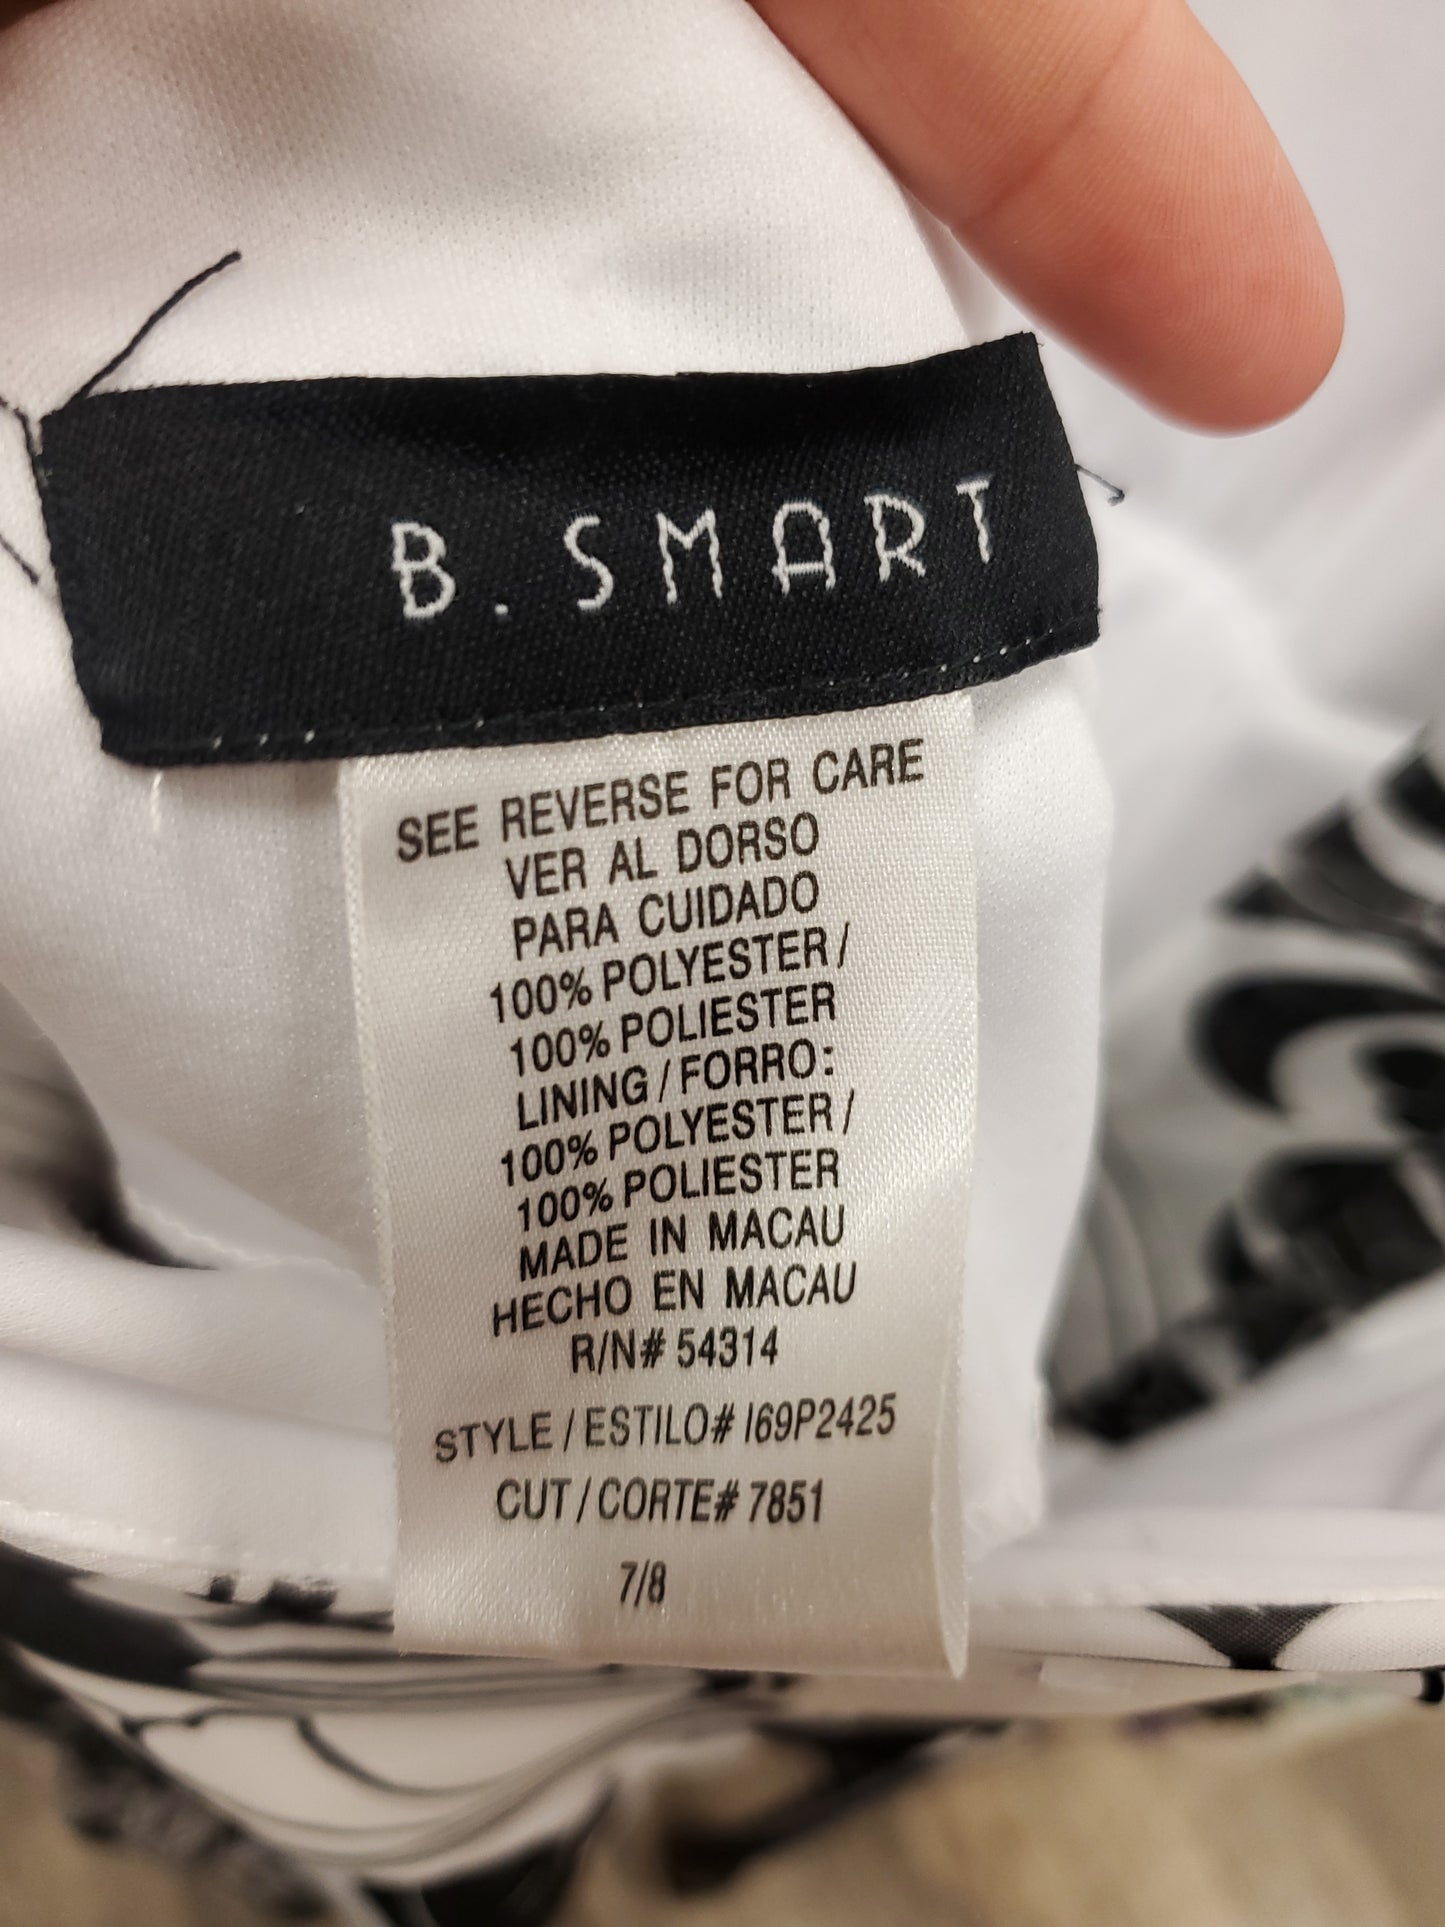 B. SMART
SEE REVERSE FOR CARE
VER AL DORSO
PARA CUIDADO
100% POLYESTER /
100% POLIESTER
LINING / FORRO:
100% POLYESTER /
100% POLIESTER
MADE IN MACAU
HECHO EN MACAU
R/N# 54314
STYLE / ESTILO# I69P2425
CUT / CORTE# 7851
7/8